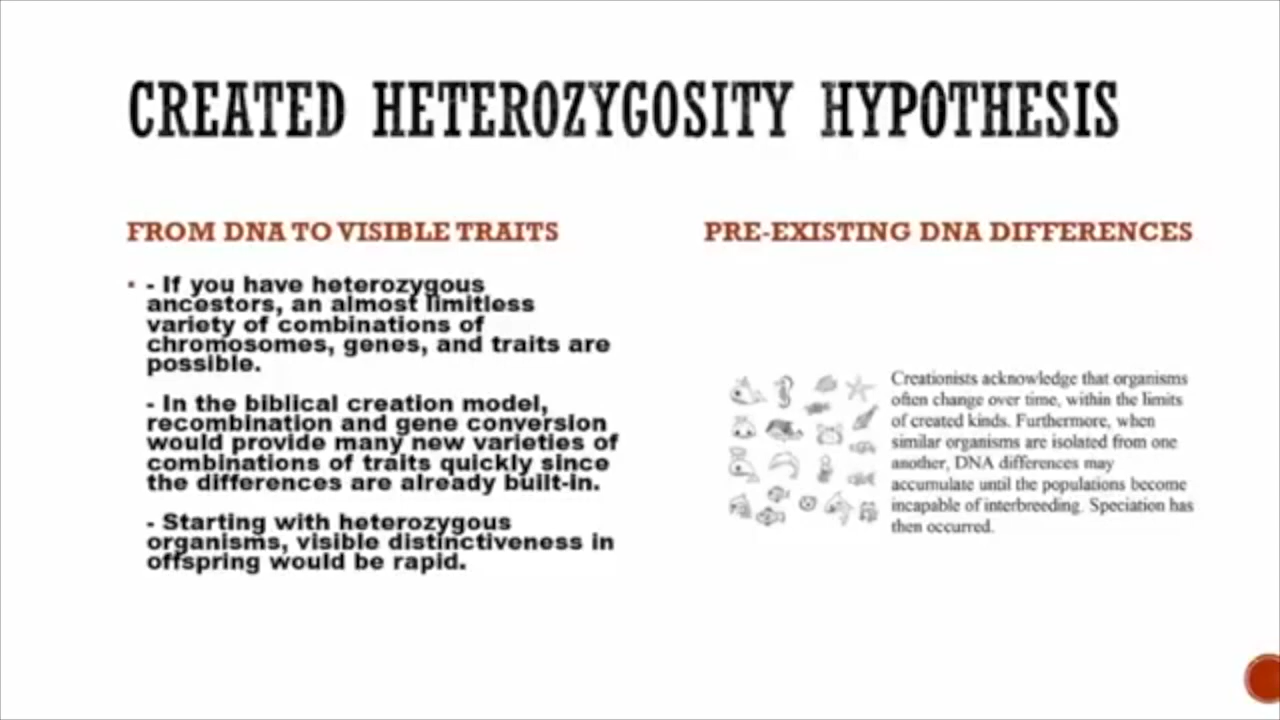 CREATED HETEROZYGOSITY HYPOTHESIS
FROM DNA TO VISIBLE TRAITS
▪ - If you have heterozygous
ancestors, an almost limitless
variety of combinations of
chromosomes, genes, and traits are
possible.
- In the biblical creation model,
recombination and gene conversion
would provide many new varieties of
combinations of traits quickly since
the differences are already built-in.
- Starting with heterozygous
organisms, visible distinctiveness in
offspring would be rapid.
PRE-EXISTING DNA DIFFERENCES
Creationists acknowledge that organisms
often change over time, within the limits
of created kinds. Furthermore, when
similar organisms are isolated from one
another, DNA differences may
accumulate until the populations become
incapable of interbreeding. Speciation has
then occurred.